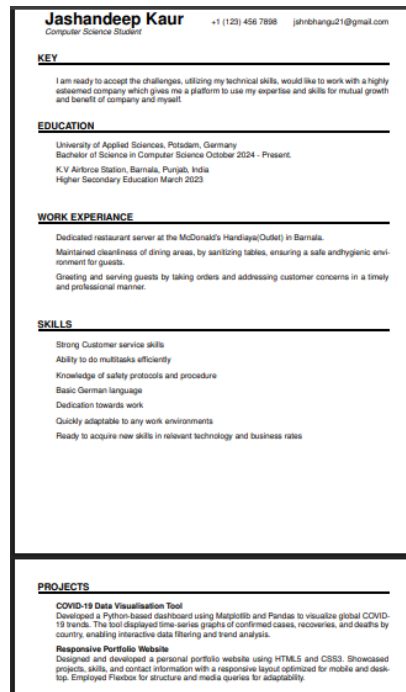 Jashandeep Kaur +1 (123) 456 7898 jshnbhangu21@gmail.com
Computer Science Student
KEY
I am ready to accept the challenges, utilizing my technical skills, would like to work with a highly
esteemed company which gives me a platform to use my expertise and skills for mutual growth
and benefit of company and myself.
EDUCATION
University of Applied Sciences, Potsdam, Germany
Bachelor of Science in Computer Science October 2024 - Present.
K.V Airforce Station, Barnala, Punjab, India
Higher Secondary Education March 2023
WORK EXPERIANCE
Dedicated restaurant server at the McDonald's Handiaya(Outlet) in Barnala.
Maintained cleanliness of dining areas, by sanitizing tables, ensuring a safe andhygienic envi-
ronment for guests.
Greeting and serving guests by taking orders and addressing customer concerns in a timely
and professional manner.
SKILLS
Strong Customer service skills
Ability to do multitasks efficiently
Knowledge of safety protocols and procedure
Basic German language
Dedication towards work
Quickly adaptable to any work environments
Ready to acquire new skills in relevant technology and business rates
PROJECTS
COVID-19 Data Visualisation Tool
Developed a Python-based dashboard using Matplotlib and Pandas to visualize global COVID-
19 trends. The tool displayed time-series graphs of confirmed cases, recoveries, and deaths by
country, enabling interactive data filtering and trend analysis.
Responsive Portfolio Website
Designed and developed a personal portfolio website using HTML5 and CSS3. Showcased
projects, skills, and contact information with a responsive layout optimized for mobile and desk-
top. Employed Flexbox for structure and media queries for adaptability.